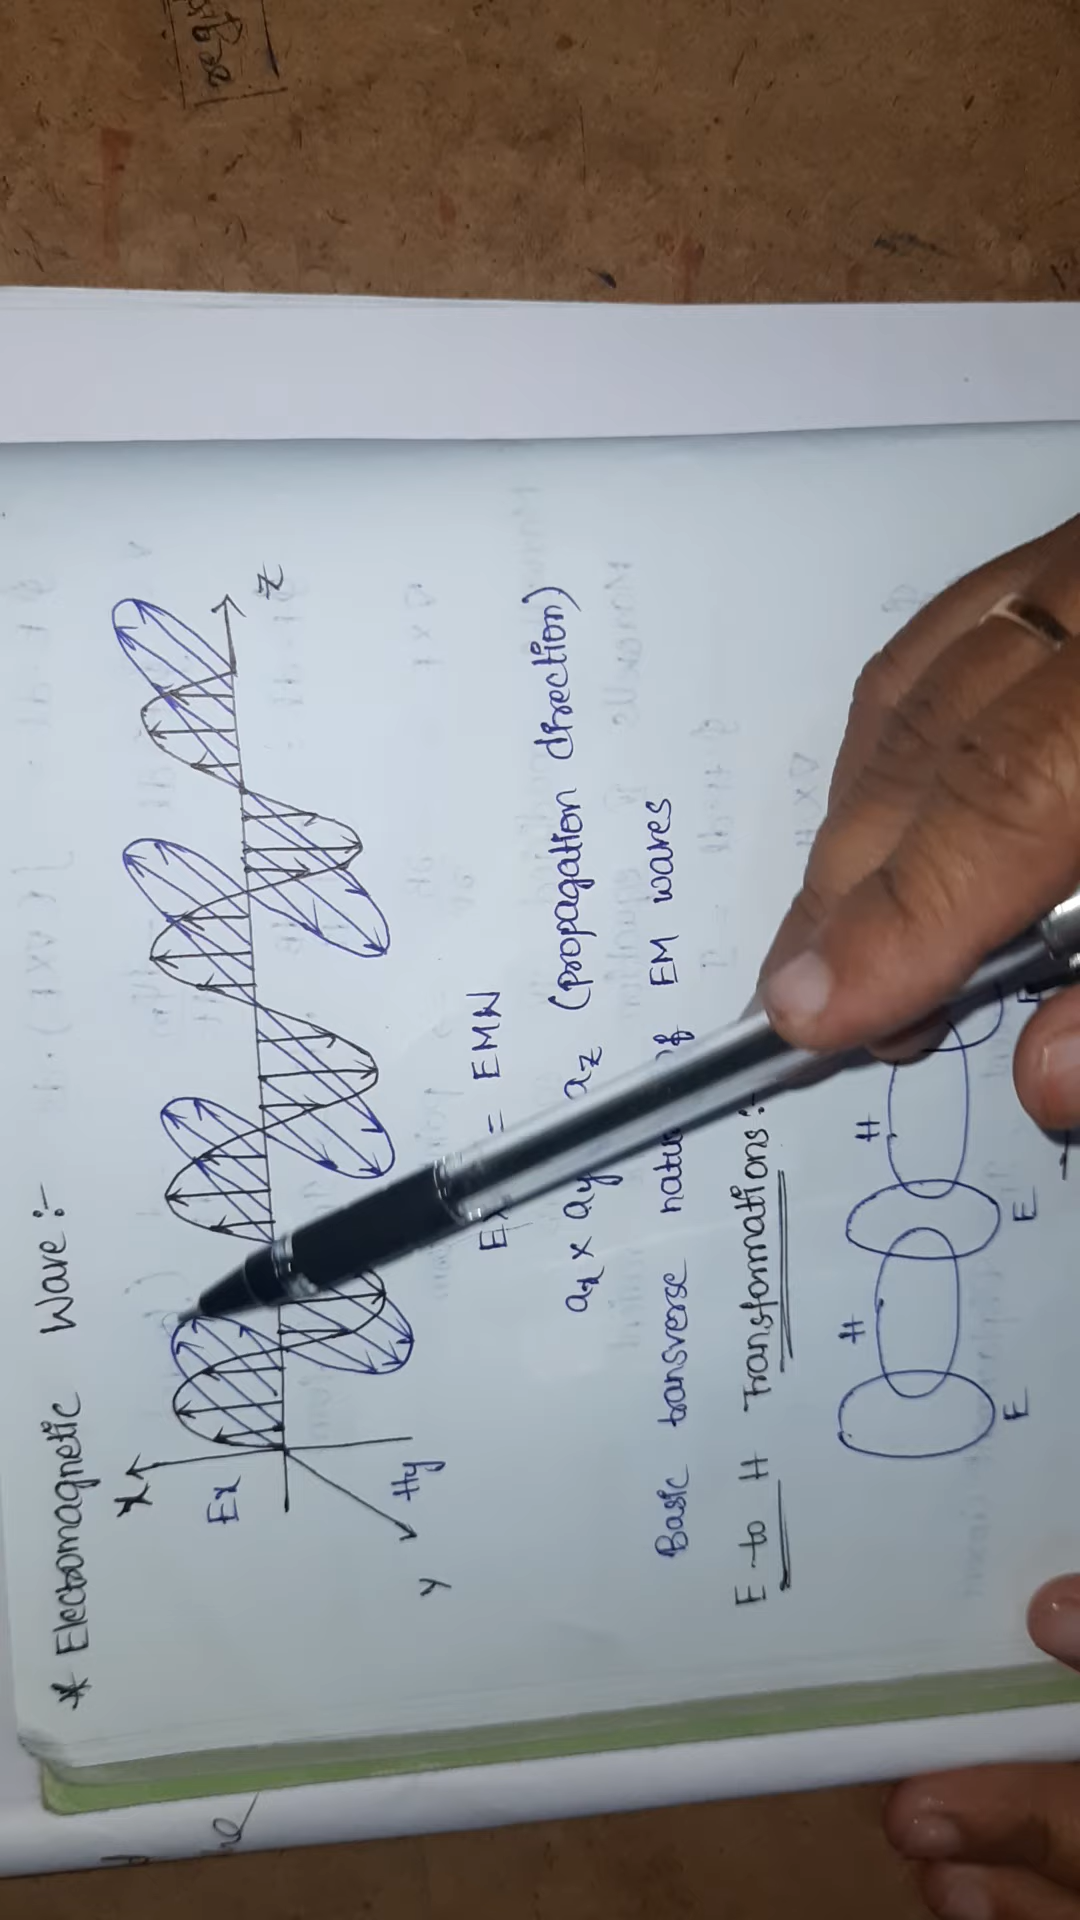 * Electromagnetic Wave :-
x
Ex
z
Hy
y
= EMW
ax x ay az (propagation direction)
Basic transverse EM waves
E to H Transformations :-
H H
E E E